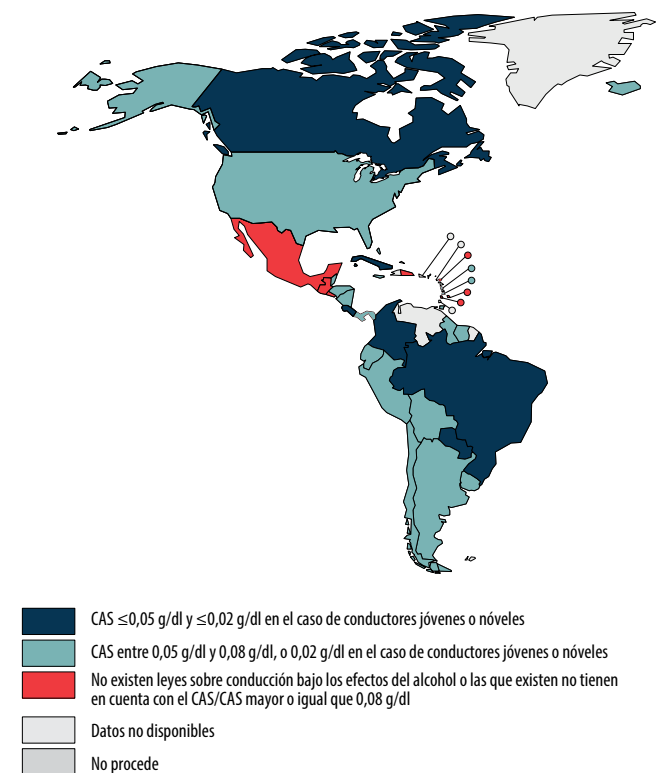 CAS ≤0,05 g/dl y ≤0,02 g/dl en el caso de conductores jóvenes o nóveles
CAS entre 0,05 g/dl y 0,08 g/dl, o 0,02 g/dl en el caso de conductores jóvenes o nóveles
No existen leyes sobre conducción bajo los efectos del alcohol o las que existen no tienen
en cuenta con el CAS/CAS mayor o igual que 0,08 g/dl
Datos no disponibles
No procede